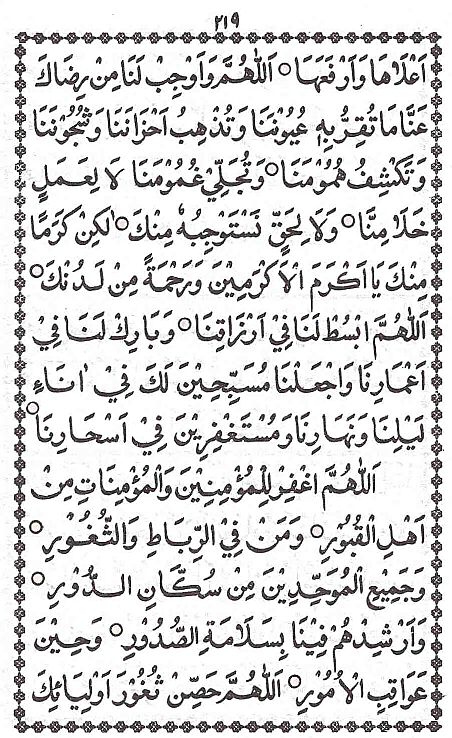 ٢١٩
اَعْلَاهَا وَاَرْفَعَهَا ○ اَللّٰهُمَّ وَاَوْجِبْ لَنَا مِنْ رِضَاكَ
عَنَّا مَا تُقِرُّ بِهٖ عُيُوْنَنَا وَتُذْهِبُ اَحْزَانَنَا وَشُجُوْنَنَا
وَتَكْشِفُ هُمُوْمَنَا ○ وَتُجَلِّيْ غُمُوْمَنَا لَا لِعَمَلٍ
خَلَا مِنَّا ○ وَلَا لِحَقٍّ نَسْتَوْجِبُهٗ مِنْكَ ○ لٰكِنْ كَرَمًا
مِنْكَ يَا اَكْرَمَ الْاَكْرَمِيْنَ وَرَحْمَةً مِنْ لَدُنْكَ ○
اَللّٰهُمَّ ابْسُطْ لَنَا فِيْ اَرْزَاقِنَا ○ وَبَارِكْ لَنَا فِيْ
اَعْمَارِنَا وَاجْعَلْنَا مُسَبِّحِيْنَ لَكَ فِيْ اٰنَاءِ
لَيْلِنَا وَنَهَارِنَا وَمُسْتَغْفِرِيْنَ فِيْ اَسْحَارِنَا ○
اَللّٰهُمَّ اغْفِرْ لِلْمُؤْمِنِيْنَ وَالْمُؤْمِنَاتِ مِنْ
اَهْلِ الْقُبُوْرِ ○ وَمَنْ فِي الرِّبَاطِ وَالثُّغُوْرِ ○
وَجَمِيْعِ الْمُوَحِّدِيْنَ مِنْ سُكَّانِ الدُّوْرِ ○
وَاَرْشِدْهُمْ فِيْنَا بِسَلَامَةِ الصُّدُوْرِ ○ وَحِيْنَ
عَوَاقِبِ الْاُمُوْرِ ○ اَللّٰهُمَّ حَصِّنْ ثُغُوْرَ اَوْلِيَائِكَ